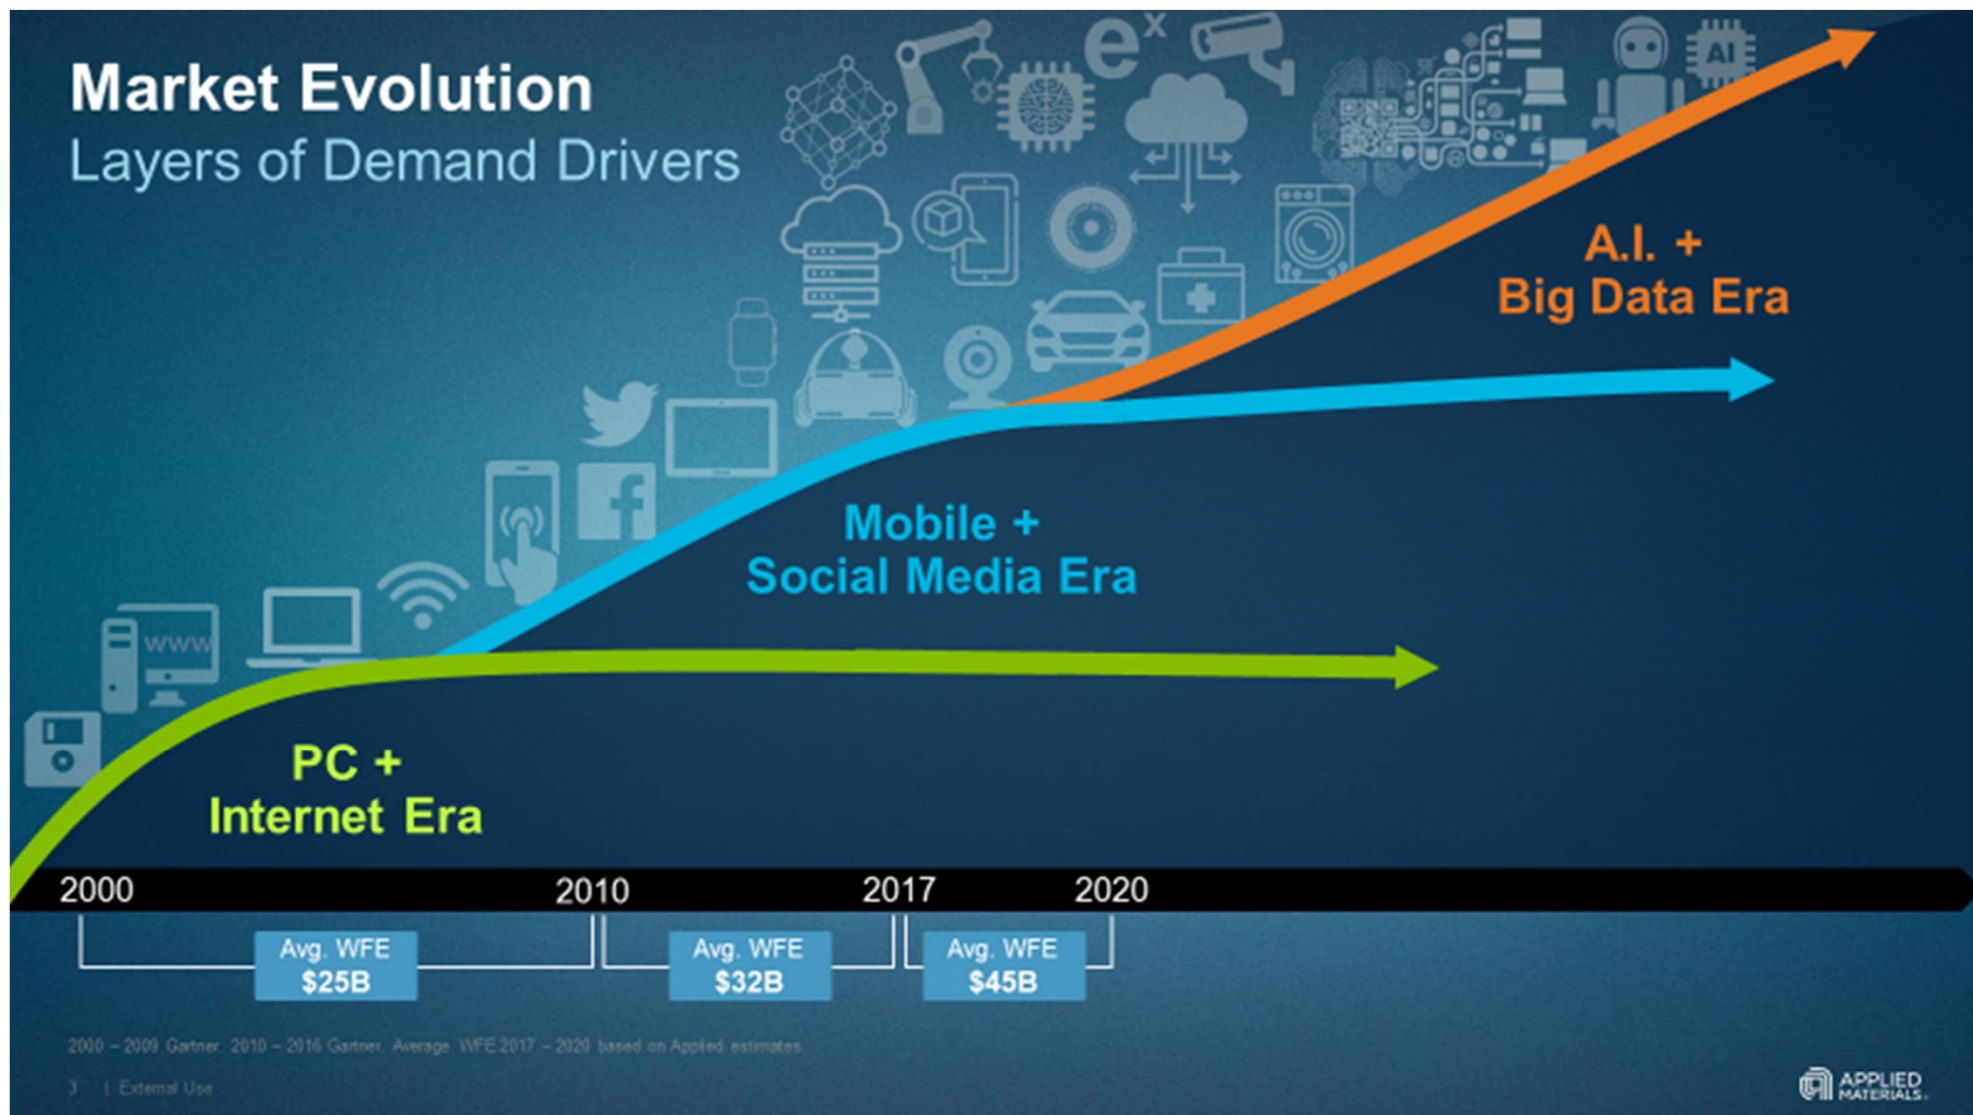 Market Evolution
Layers of Demand Drivers
e^x
AI
A.I. +
Big Data Era
Mobile +
Social Media Era
WWW
PC +
Internet Era
2000
2010
2017
2020
Avg. WFE
$25B
Avg. WFE
$32B
Avg. WFE
$45B
2000 – 2009 Gartner. 2010 – 2016 Gartner. Average WFE 2017 – 2020 based on Applied estimates.
3 | External Use
APPLIED
MATERIALS.